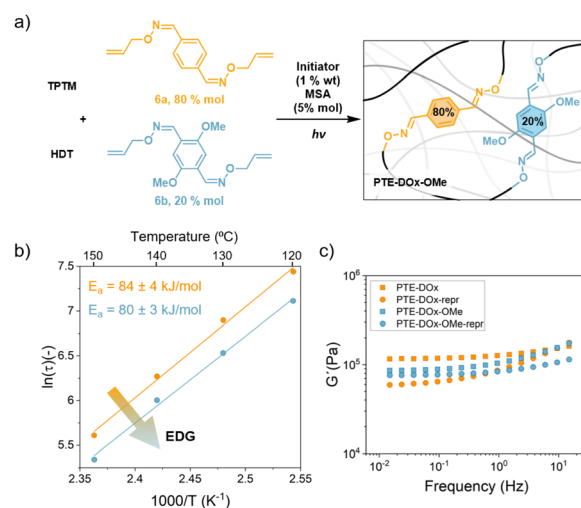 a)
TPTM
+
HDT
O
N
N
O
6a, 80 % mol
O
N
OMe
MeO
N
O
6b, 20 % mol
Initiator
(1 % wt)
MSA
(5% mol)
hν
N
O
80%
O
N
O
N
OMe
20%
MeO
N
O
PTE-DOx-OMe
b)
Temperature (ºC)
150 140 130 120
Ea = 84 ± 4 kJ/mol
Ea = 80 ± 3 kJ/mol
EDG
ln(τ)(-)
7.5
7.0
6.5
6.0
5.5
2.35 2.40 2.45 2.50 2.55
1000/T (K⁻¹)
c)
PTE-DOx
PTE-DOx-repr
PTE-DOx-OMe
PTE-DOx-OMe-repr
G'(Pa)
10⁶
10⁵
10⁴
10⁻² 10⁻¹ 10⁰ 10¹
Frequency (Hz)